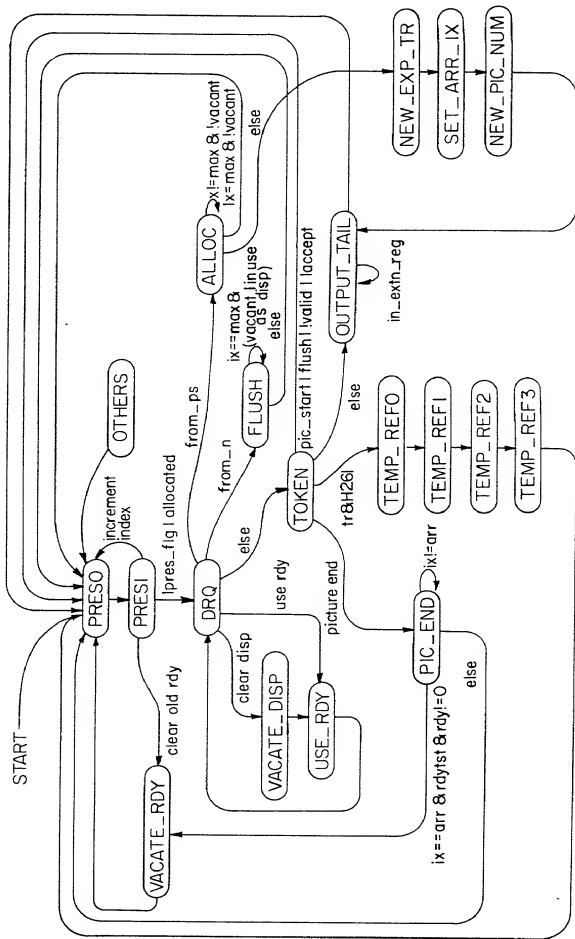 START
PRES0
OTHERS
increment
index
PRES1
clear old rdy
VACATE_RDY
!pres_flg | allocated
DRQ
from_ps
ALLOC
x!=max & !vacant
!x=max & !vacant
else
from_n
FLUSH
ix==max &
(vacant | in use
as disp)
else
clear disp
VACATE_DISP
use rdy
USE_RDY
else
TOKEN
pic_start | flush | !valid | !accept
else
OUTPUT_TAIL
in_extn_reg
NEW_EXP_TR
SET_ARR_IX
NEW_PIC_NUM
tr&H261
TEMP_REF0
TEMP_REF1
TEMP_REF2
TEMP_REF3
picture end
PIC_END
ix!=arr
else
ix==arr & rdytst & rdy!=0